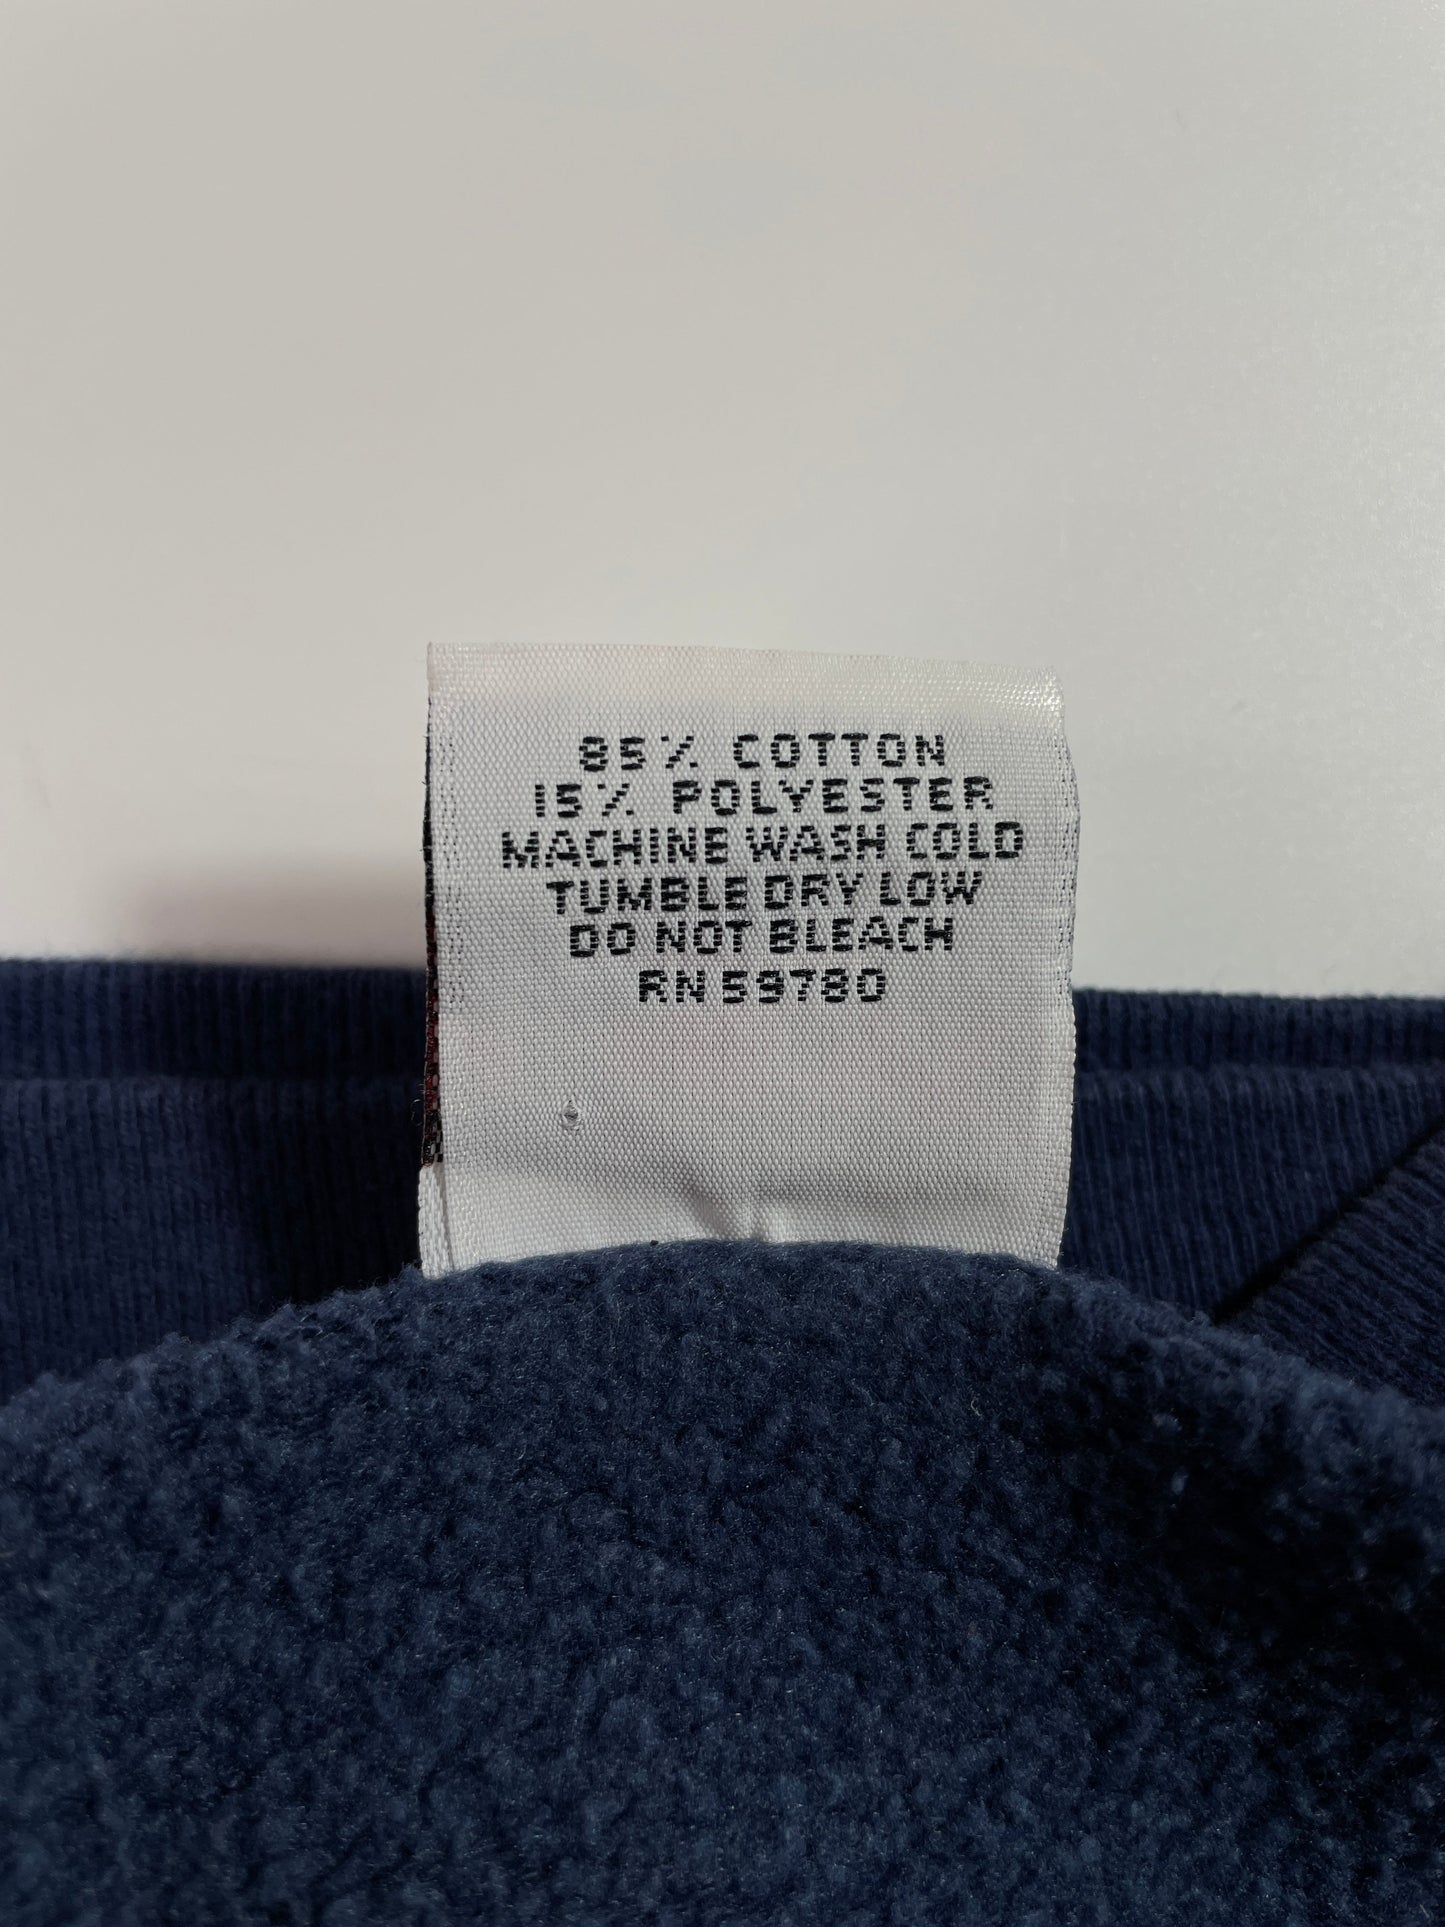 85% COTTON
15% POLYESTER
MACHINE WASH COLD
TUMBLE DRY LOW
DO NOT BLEACH
RN 59780